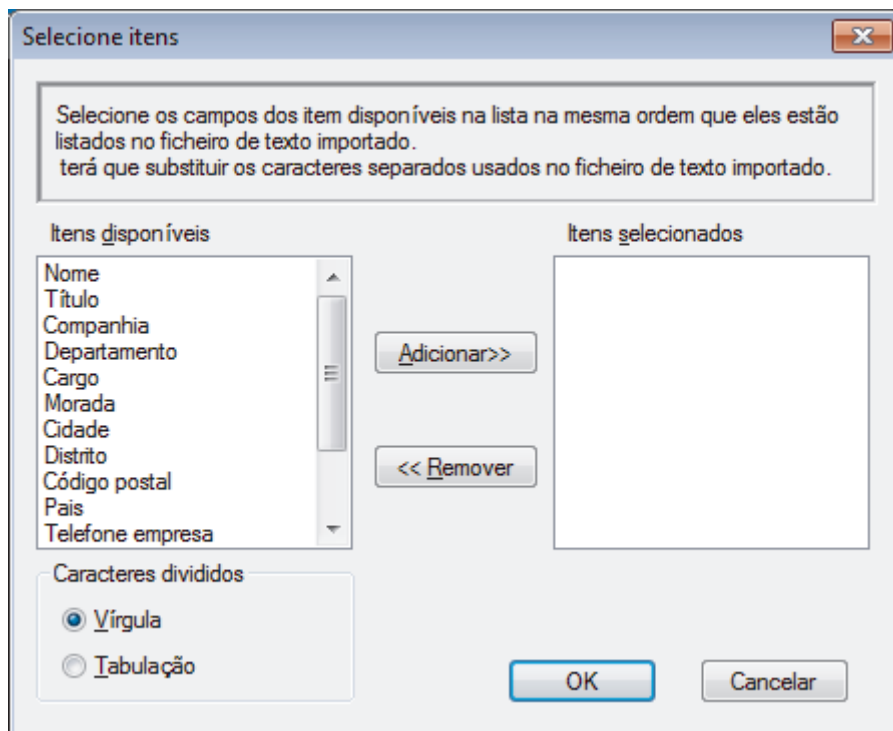 Selecione itens
Selecione os campos dos item disponíveis na lista na mesma ordem que eles estão
listados no ficheiro de texto importado.
terá que substituir os caracteres separados usados no ficheiro de texto importado.
Itens disponíveis
Itens selecionados
Nome
Título
Companhia
Departamento
Cargo
Morada
Cidade
Distrito
Código postal
Pais
Telefone empresa
Adicionar>>
<< Remover
Caracteres divididos
Vírgula
Tabulação
OK
Cancelar